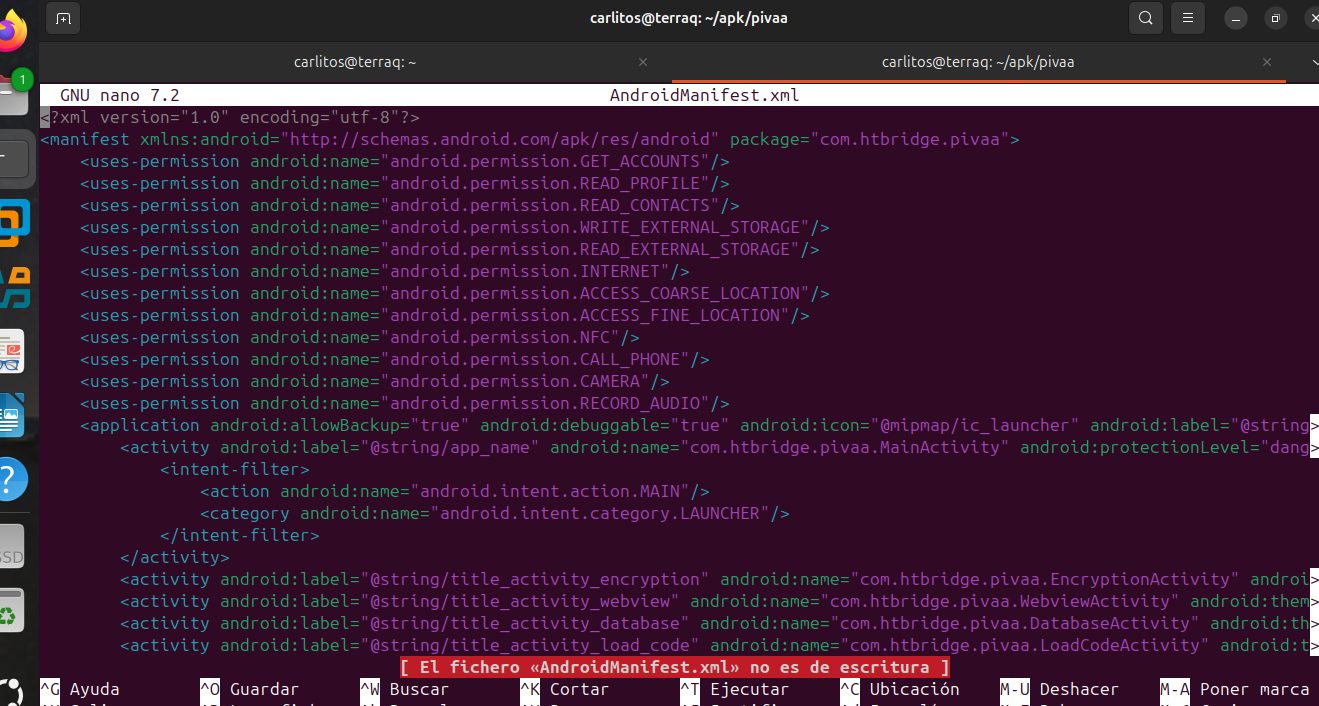 carlitos@terraq: ~/apk/pivaa
carlitos@terraq: ~
carlitos@terraq: ~/apk/pivaa
1
GNU nano 7.2 AndroidManifest.xml
<?xml version="1.0" encoding="utf-8"?>
<manifest xmlns:android="http://schemas.android.com/apk/res/android" package="com.htbridge.pivaa">
<uses-permission android:name="android.permission.GET_ACCOUNTS"/>
<uses-permission android:name="android.permission.READ_PROFILE"/>
<uses-permission android:name="android.permission.READ_CONTACTS"/>
<uses-permission android:name="android.permission.WRITE_EXTERNAL_STORAGE"/>
<uses-permission android:name="android.permission.READ_EXTERNAL_STORAGE"/>
<uses-permission android:name="android.permission.INTERNET"/>
<uses-permission android:name="android.permission.ACCESS_COARSE_LOCATION"/>
<uses-permission android:name="android.permission.ACCESS_FINE_LOCATION"/>
<uses-permission android:name="android.permission.NFC"/>
<uses-permission android:name="android.permission.CALL_PHONE"/>
<uses-permission android:name="android.permission.CAMERA"/>
<uses-permission android:name="android.permission.RECORD_AUDIO"/>
<application android:allowBackup="true" android:debuggable="true" android:icon="@mipmap/ic_launcher" android:label="@string>
<activity android:label="@string/app_name" android:name="com.htbridge.pivaa.MainActivity" android:protectionLevel="dang>
<intent-filter>
<action android:name="android.intent.action.MAIN"/>
<category android:name="android.intent.category.LAUNCHER"/>
</intent-filter>
</activity>
<activity android:label="@string/title_activity_encryption" android:name="com.htbridge.pivaa.EncryptionActivity" androi>
<activity android:label="@string/title_activity_webview" android:name="com.htbridge.pivaa.WebviewActivity" android:them>
<activity android:label="@string/title_activity_database" android:name="com.htbridge.pivaa.DatabaseActivity" android:th>
<activity android:label="@string/title_activity_load_code" android:name="com.htbridge.pivaa.LoadCodeActivity" android:t>
[ El fichero «AndroidManifest.xml» no es de escritura ]
^G Ayuda ^O Guardar ^W Buscar ^K Cortar ^T Ejecutar ^C Ubicación M-U Deshacer M-A Poner marca